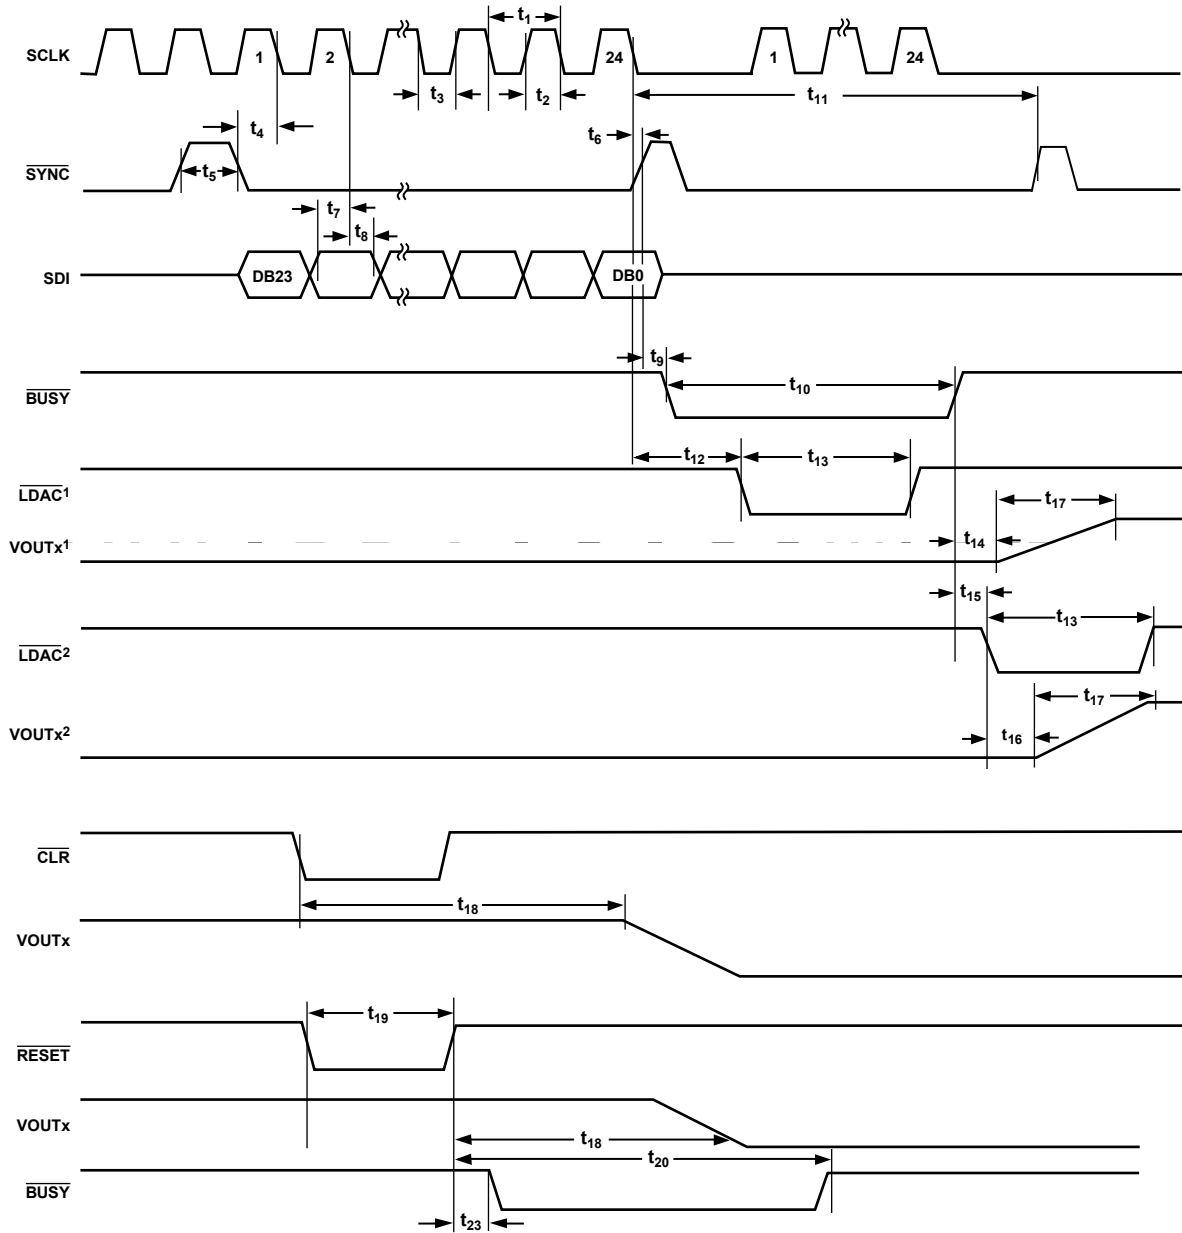 t1
SCLK 1 2 24 1 24
t3 t2 t11
t4 t6
SYNC t5
t7
t8
SDI DB23 DB0
t9
BUSY t10
t12 t13
LDAC1
t17
VOUTx1 t14
t15
t13
LDAC2
t17
VOUTx2 t16
CLR
t18
VOUTx
t19
RESET
VOUTx
t18
t20
BUSY
t23